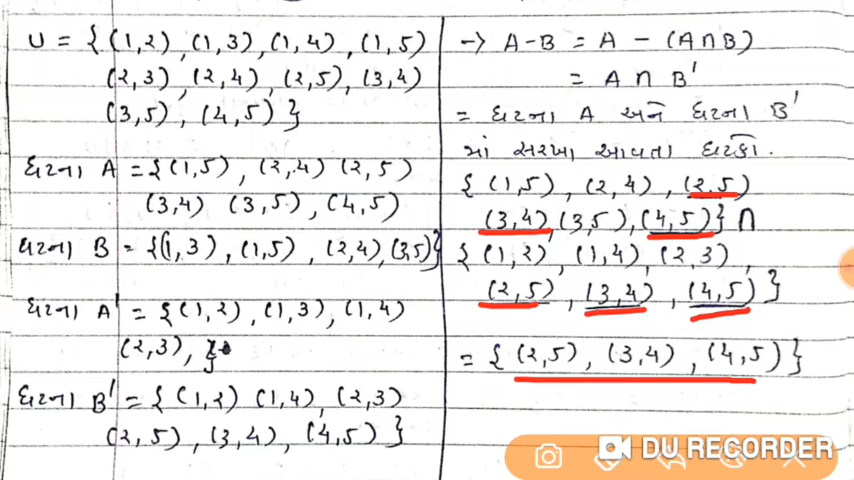 U = { (1,2) , (1,3) , (1,4) , (1,5)
(2,3) , (2,4) , (2,5) , (3,4)
(3,5) , (4,5) }
ઘટના A = { (1,5) , (2,4) (2,5)
(3,4) (3,5) , (4,5)
ઘટના B = { (1,3) , (1,5) , (2,4) , (3,5) }
ઘટના A' = { (1,2) , (1,3) , (1,4)
(2,3) , }
ઘટના B' = { (1,2) (1,4) , (2,3)
(2,5) , (3,4) , (4,5) }
→ A-B = A - (A∩B)
= A ∩ B'
= ઘટના A અને ઘટના B'
માં સરખા આવતા ઘટકો.
{ (1,5) , (2,4) , (2.5)
(3,4) (3,5) , (4,5) } ∩
{ (1,2) , (1,4) , (2,3) ,
(2,5) , (3,4) , (4,5) }
= { (2,5) , (3,4) , (4,5) }
DU RECORDER